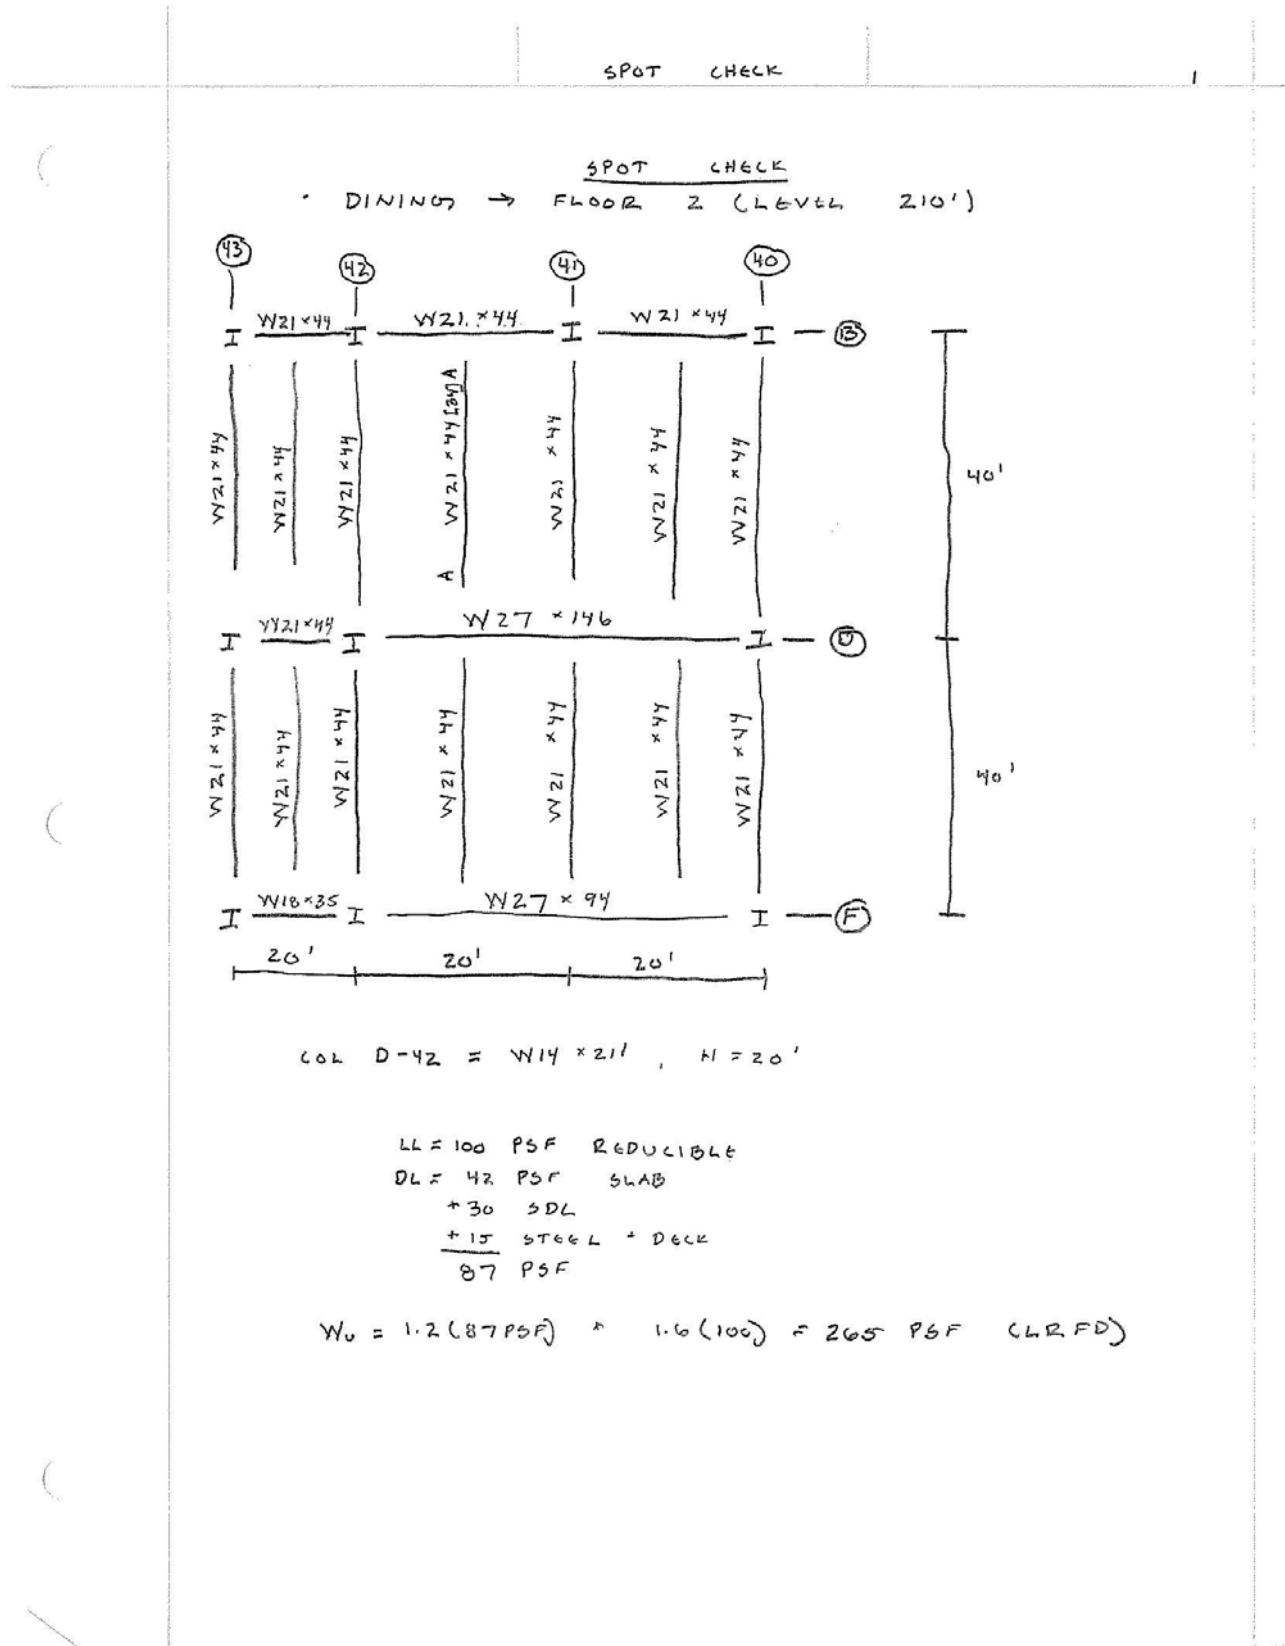 SPOT CHECK
1
SPOT CHECK
· DINING → FLOOR 2 (LEVEL 210')
43 42 41 40
W21×44 W21×44 W21×44 B
W21×44 W21×44 W21×44 W21×44 [34] W21×44 W21×44 W21×44
A A
40'
W21×44 W27×146 D
W21×44 W21×44 W21×44 W21×44 W21×44 W21×44 W21×44
40'
W18×35 W27×94 F
20' 20' 20'
COL D-42 = W14×211, H=20'
LL = 100 PSF REDUCIBLE
DL = 42 PSF SLAB
+30 SDL
+15 STEEL + DECK
87 PSF
Wu = 1.2(87PSF) + 1.6(100) = 265 PSF (LRFD)